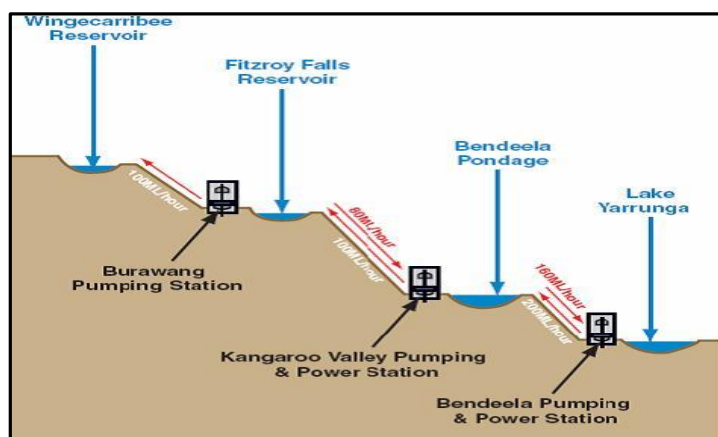 Wingecarribee
Reservoir
Fitzroy Falls
Reservoir
Bendeela
Pondage
Lake
Yarrunga
100ML/hour
80ML/hour
100ML/hour
160ML/hour
200ML/hour
Burawang
Pumping Station
Kangaroo Valley Pumping
& Power Station
Bendeela Pumping
& Power Station